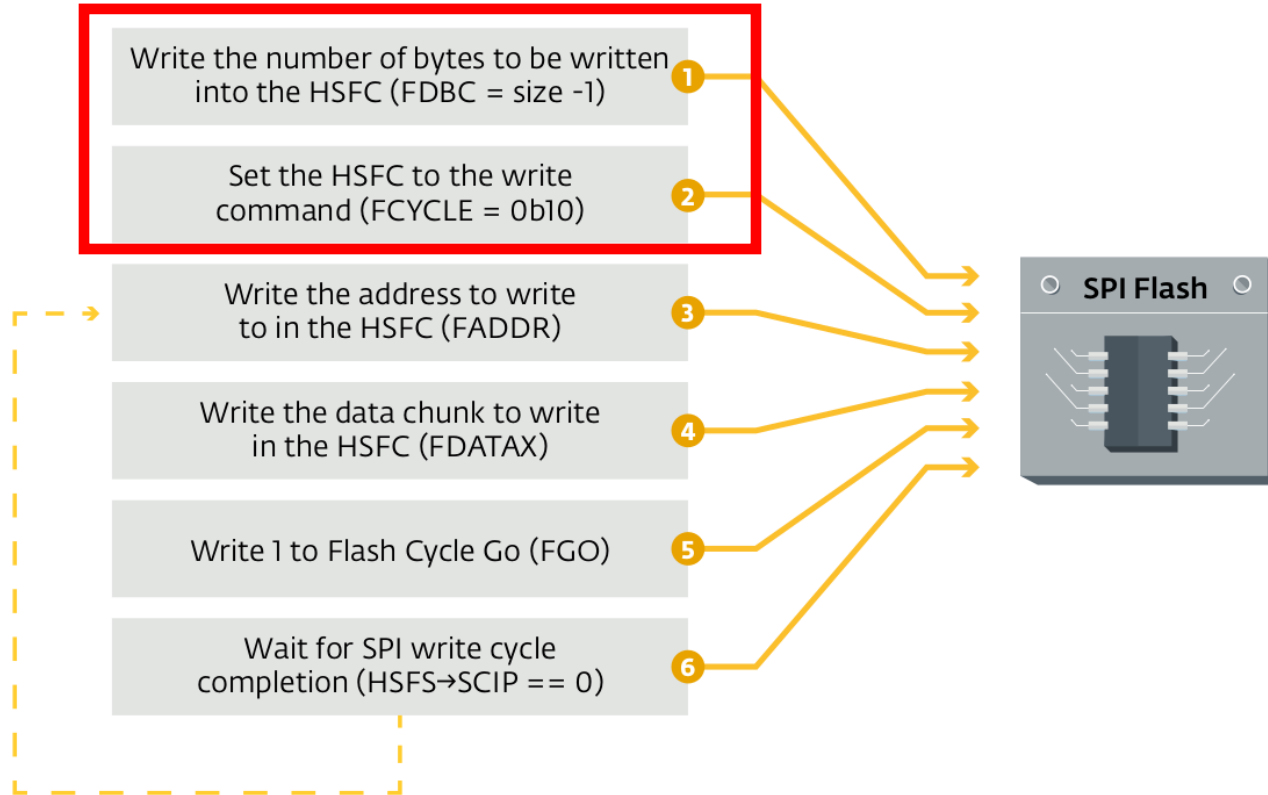 Write the number of bytes to be written
into the HSFC (FDBC = size -1)
1
Set the HSFC to the write
command (FCYCLE = 0b10)
2
Write the address to write
to in the HSFC (FADDR)
3
Write the data chunk to write
in the HSFC (FDATAX)
4
Write 1 to Flash Cycle Go (FGO)
5
Wait for SPI write cycle
completion (HSFS→SCIP == 0)
6
SPI Flash